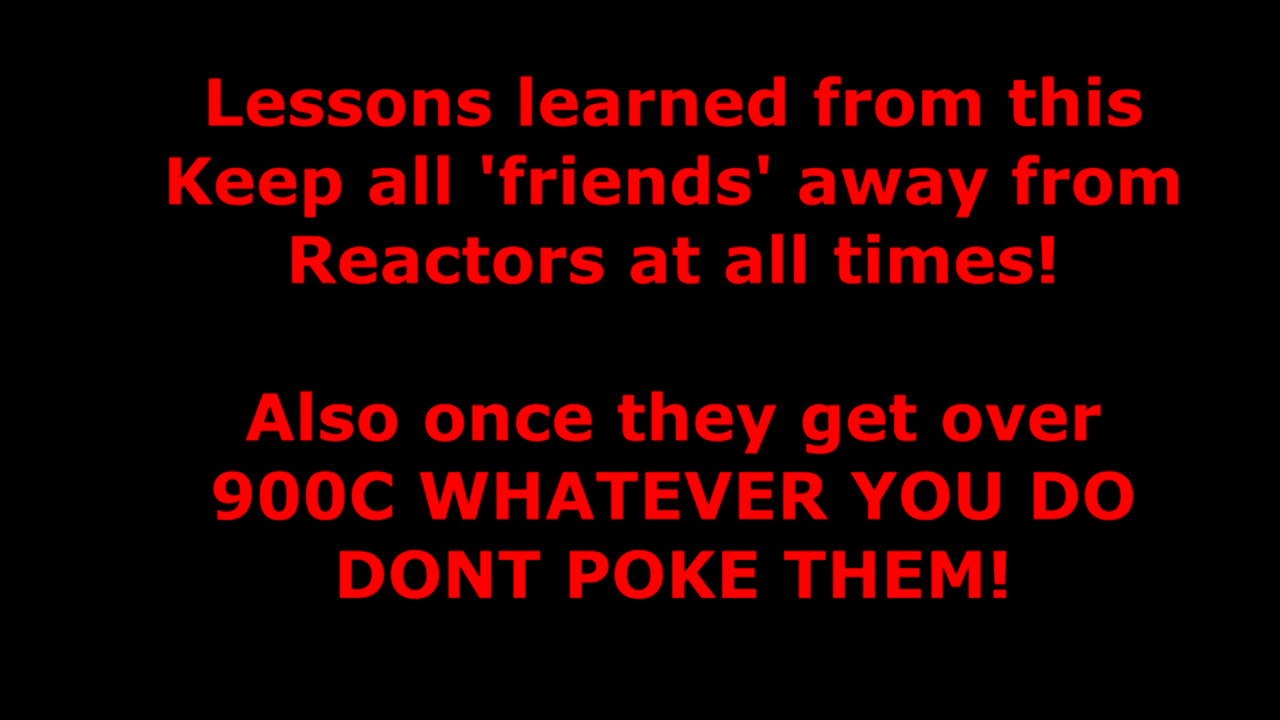 Lessons learned from this
Keep all 'friends' away from
Reactors at all times!
Also once they get over
900C WHATEVER YOU DO
DONT POKE THEM!